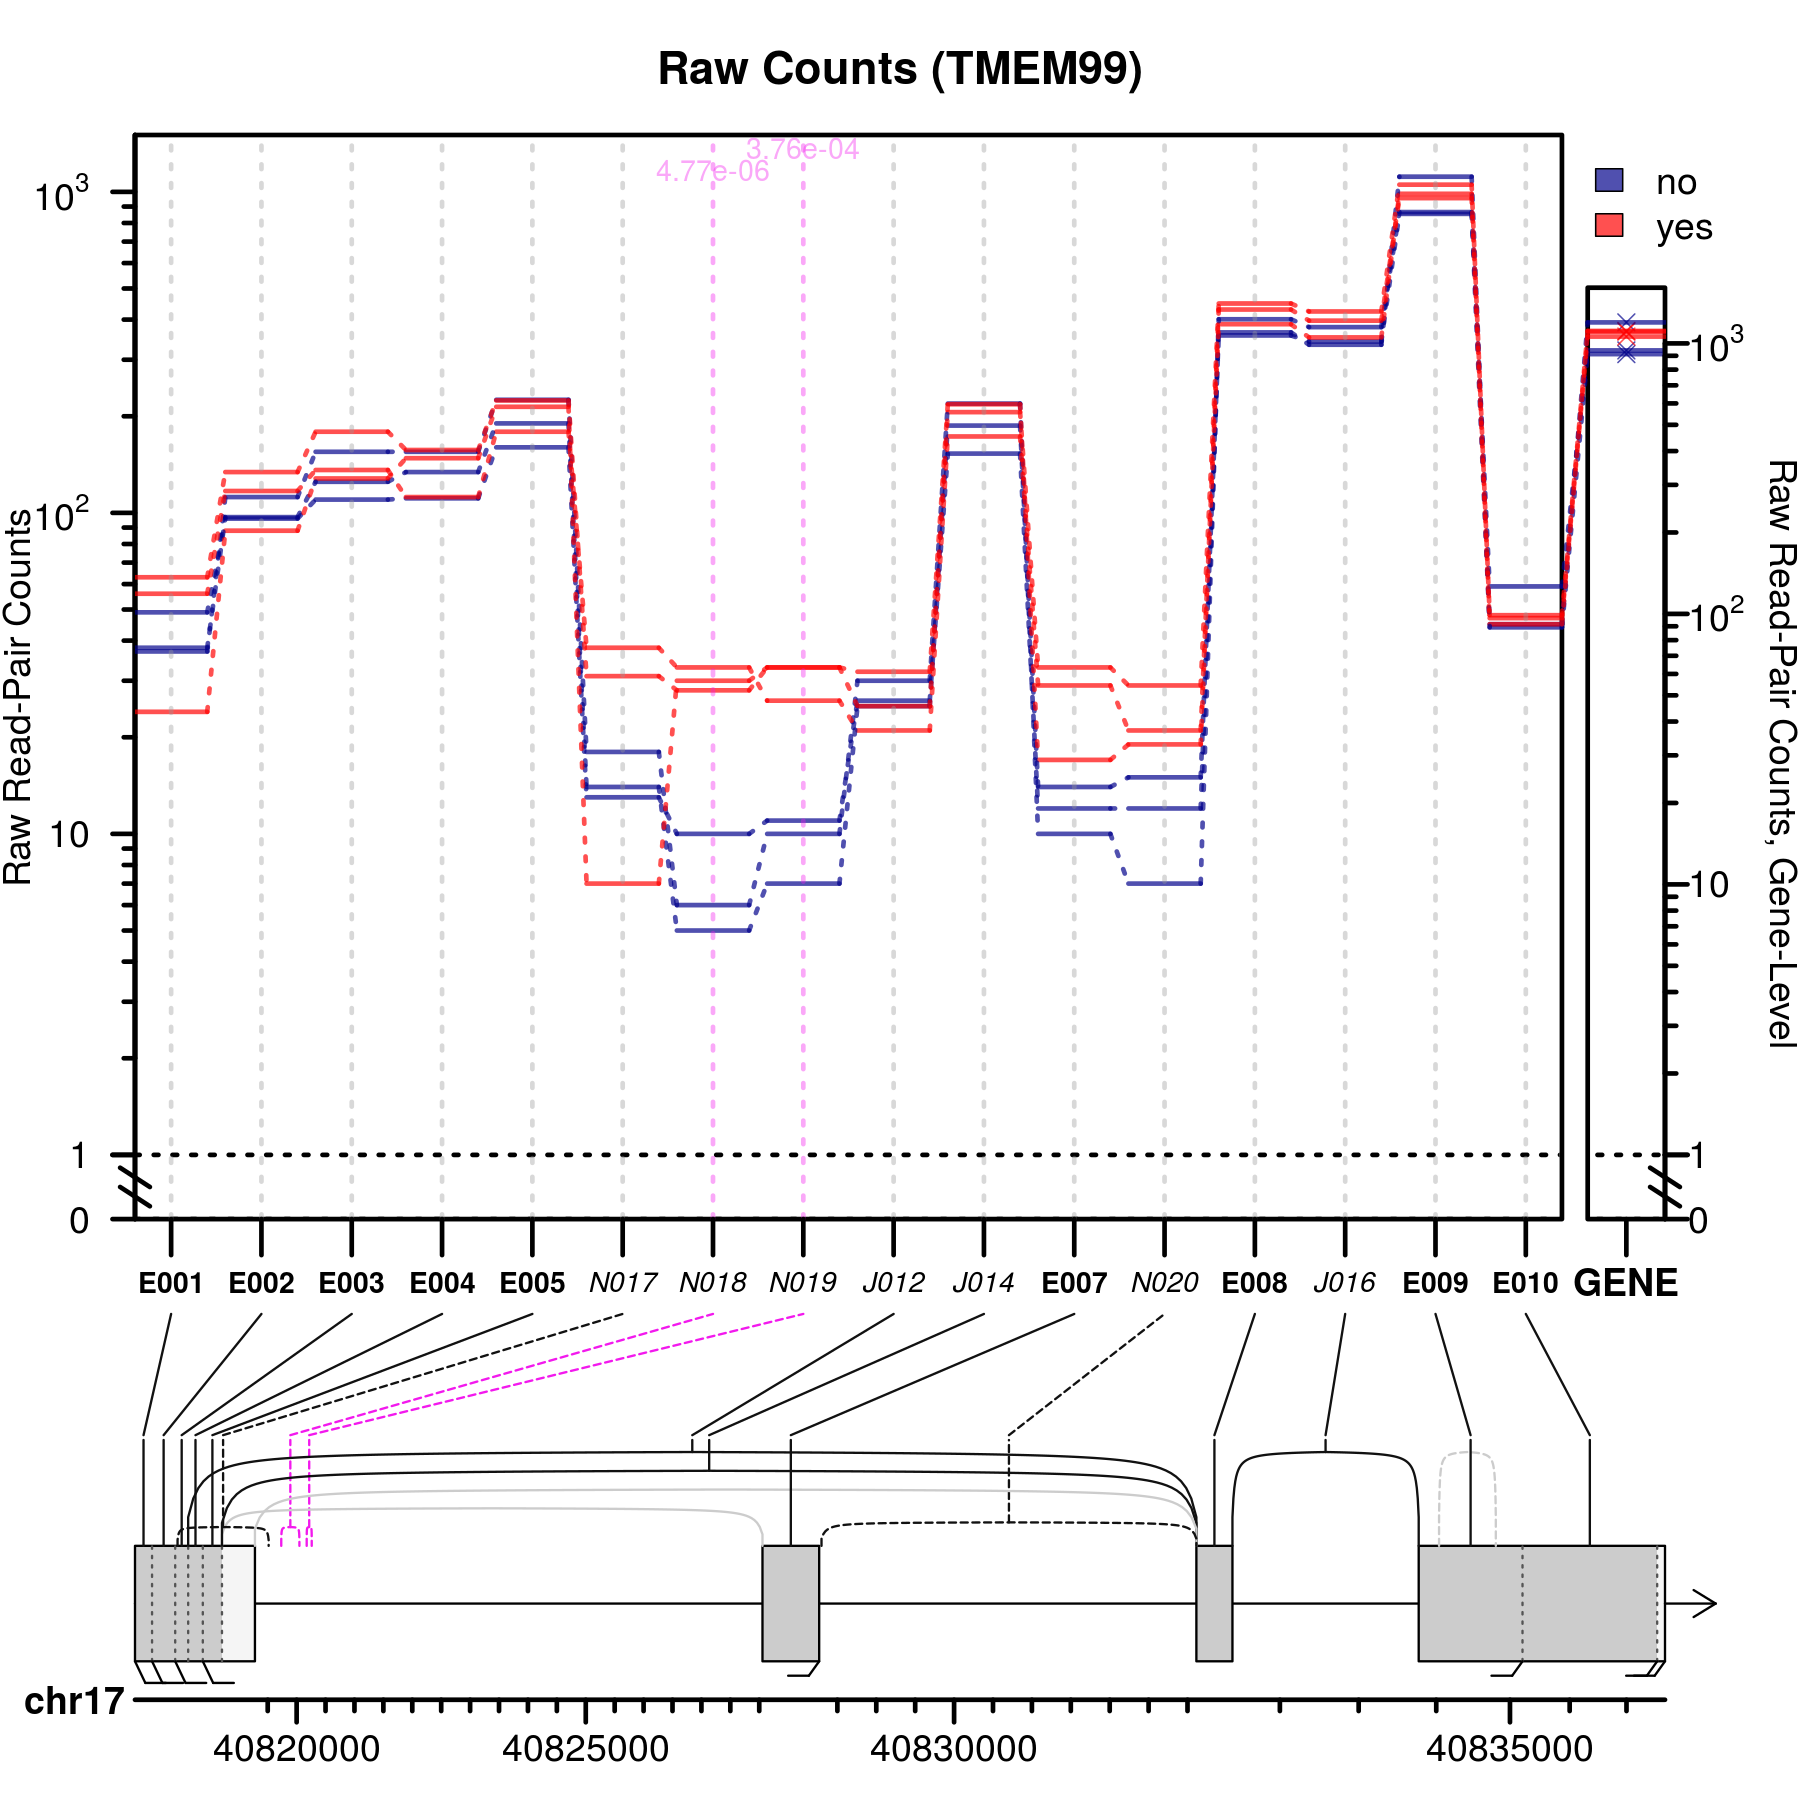 Raw Counts (TMEM99)
3.76e-04
4.77e-06
no
yes
Raw Read-Pair Counts
10³
10²
10
1
0
Raw Read-Pair Counts, Gene-Level
10³
10²
10
1
0
E001 E002 E003 E004 E005 N017 N018 N019 J012 J014 E007 N020 E008 J016 E009 E010 GENE
chr17
40820000 40825000 40830000 40835000